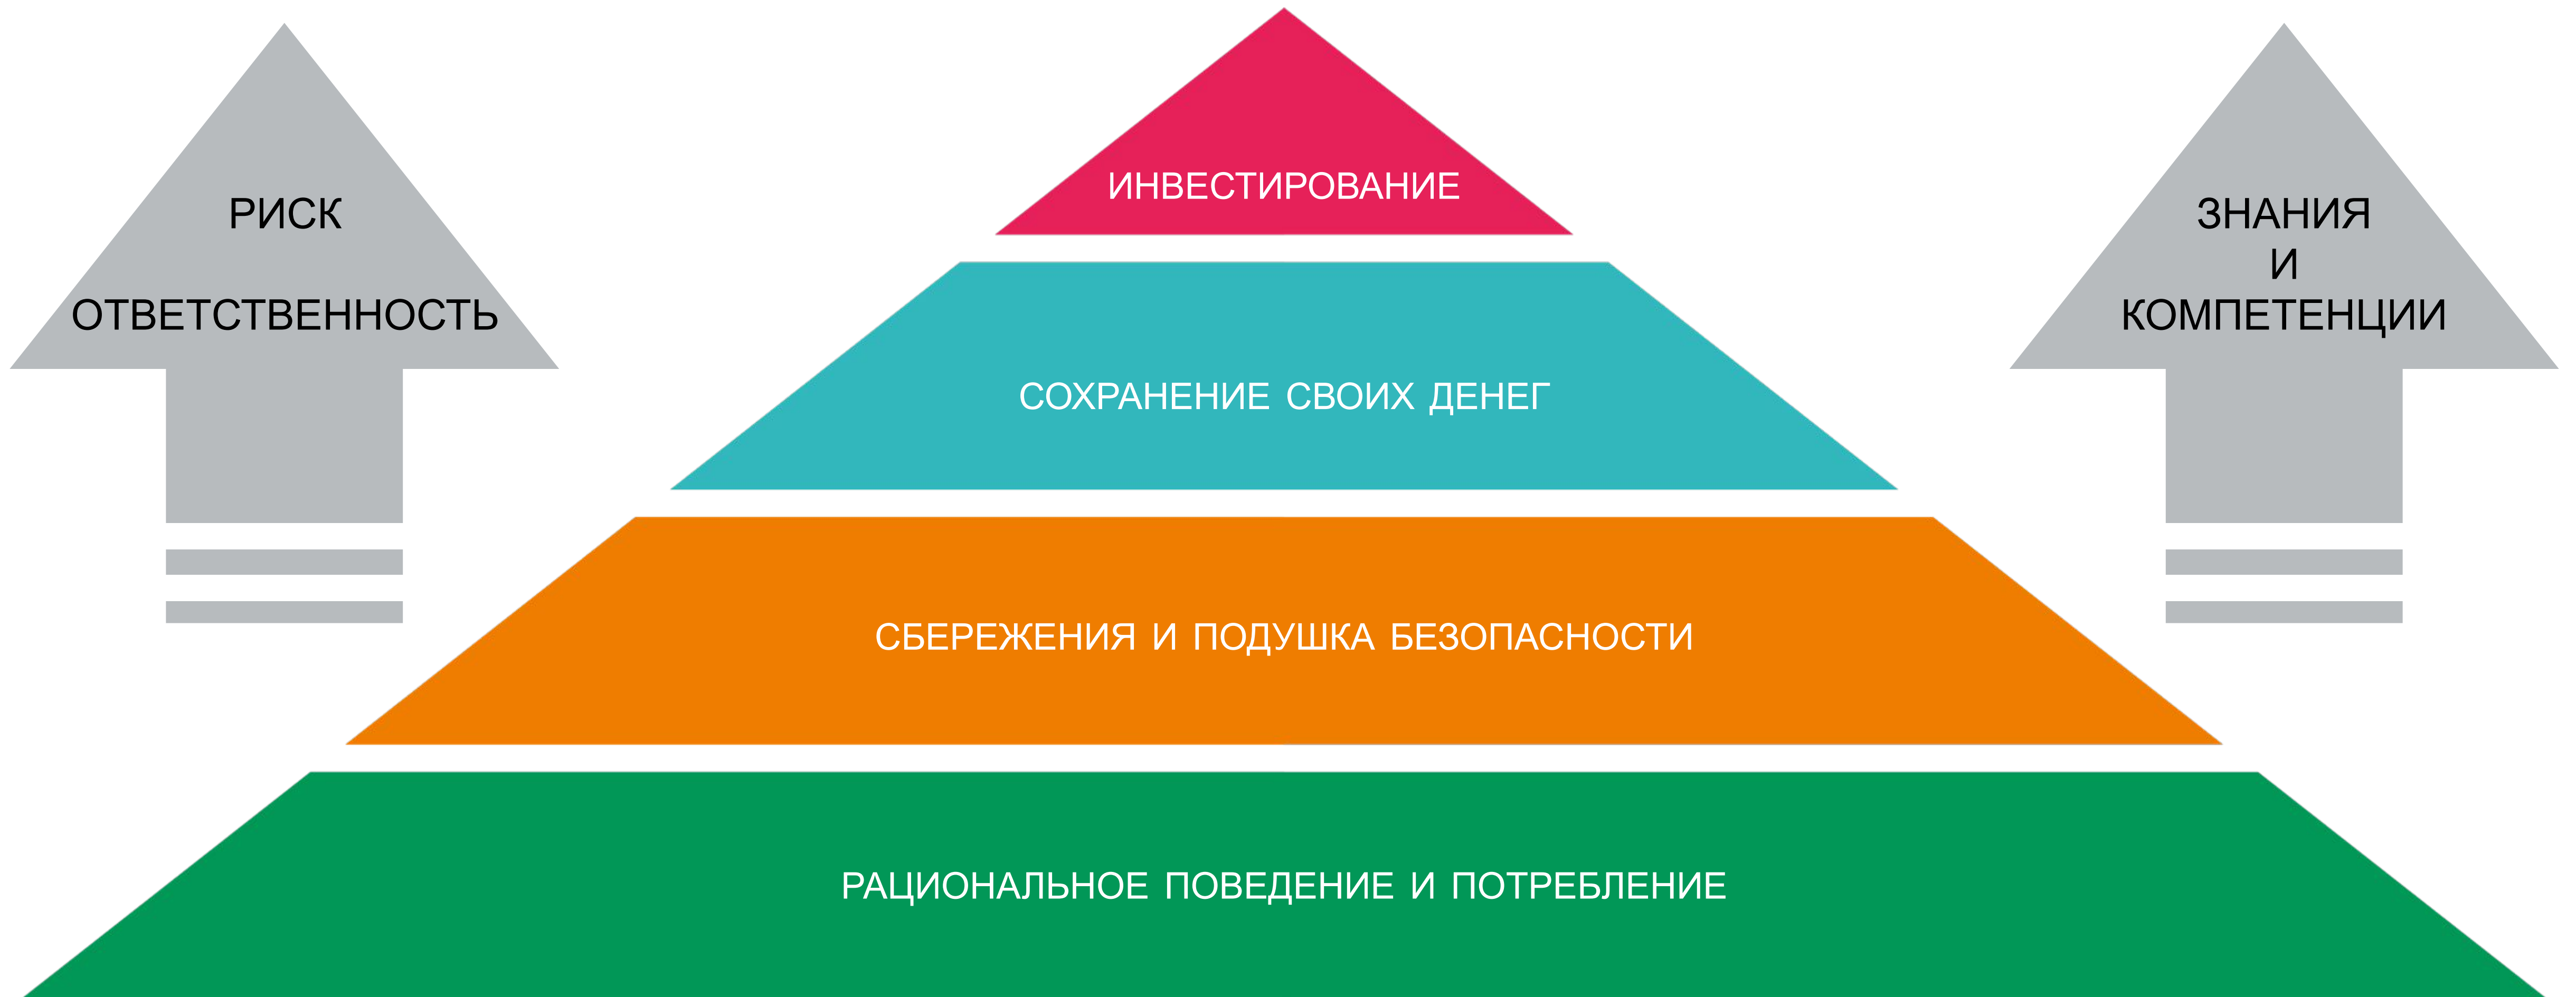 РИСК
ОТВЕТСТВЕННОСТЬ
ИНВЕСТИРОВАНИЕ
СОХРАНЕНИЕ СВОИХ ДЕНЕГ
СБЕРЕЖЕНИЯ И ПОДУШКА БЕЗОПАСНОСТИ
РАЦИОНАЛЬНОЕ ПОВЕДЕНИЕ И ПОТРЕБЛЕНИЕ
ЗНАНИЯ
И
КОМПЕТЕНЦИИ